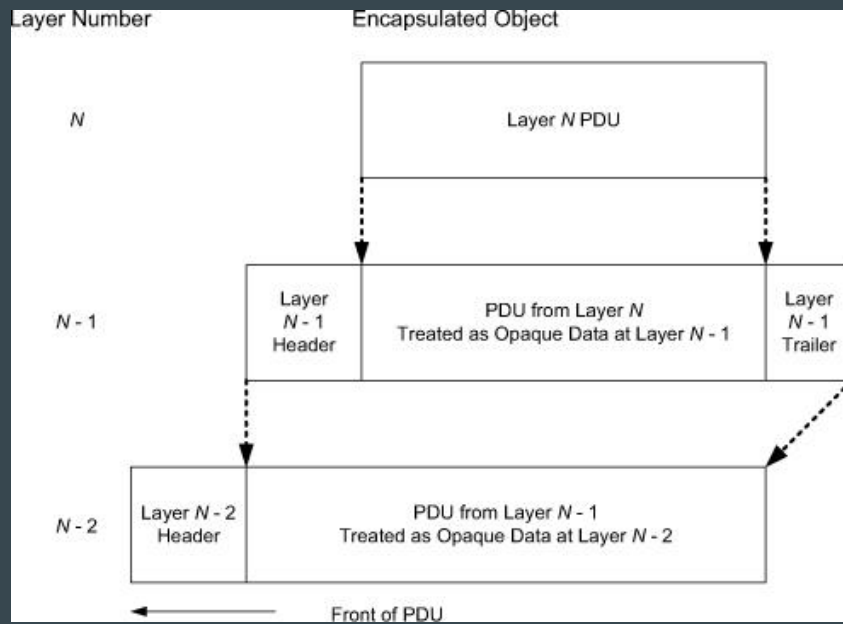 Layer Number
Encapsulated Object
N
Layer N PDU
N - 1
Layer
N - 1
Header
PDU from Layer N
Treated as Opaque Data at Layer N - 1
Layer
N - 1
Trailer
N - 2
Layer N - 2
Header
PDU from Layer N - 1
Treated as Opaque Data at Layer N - 2
Front of PDU